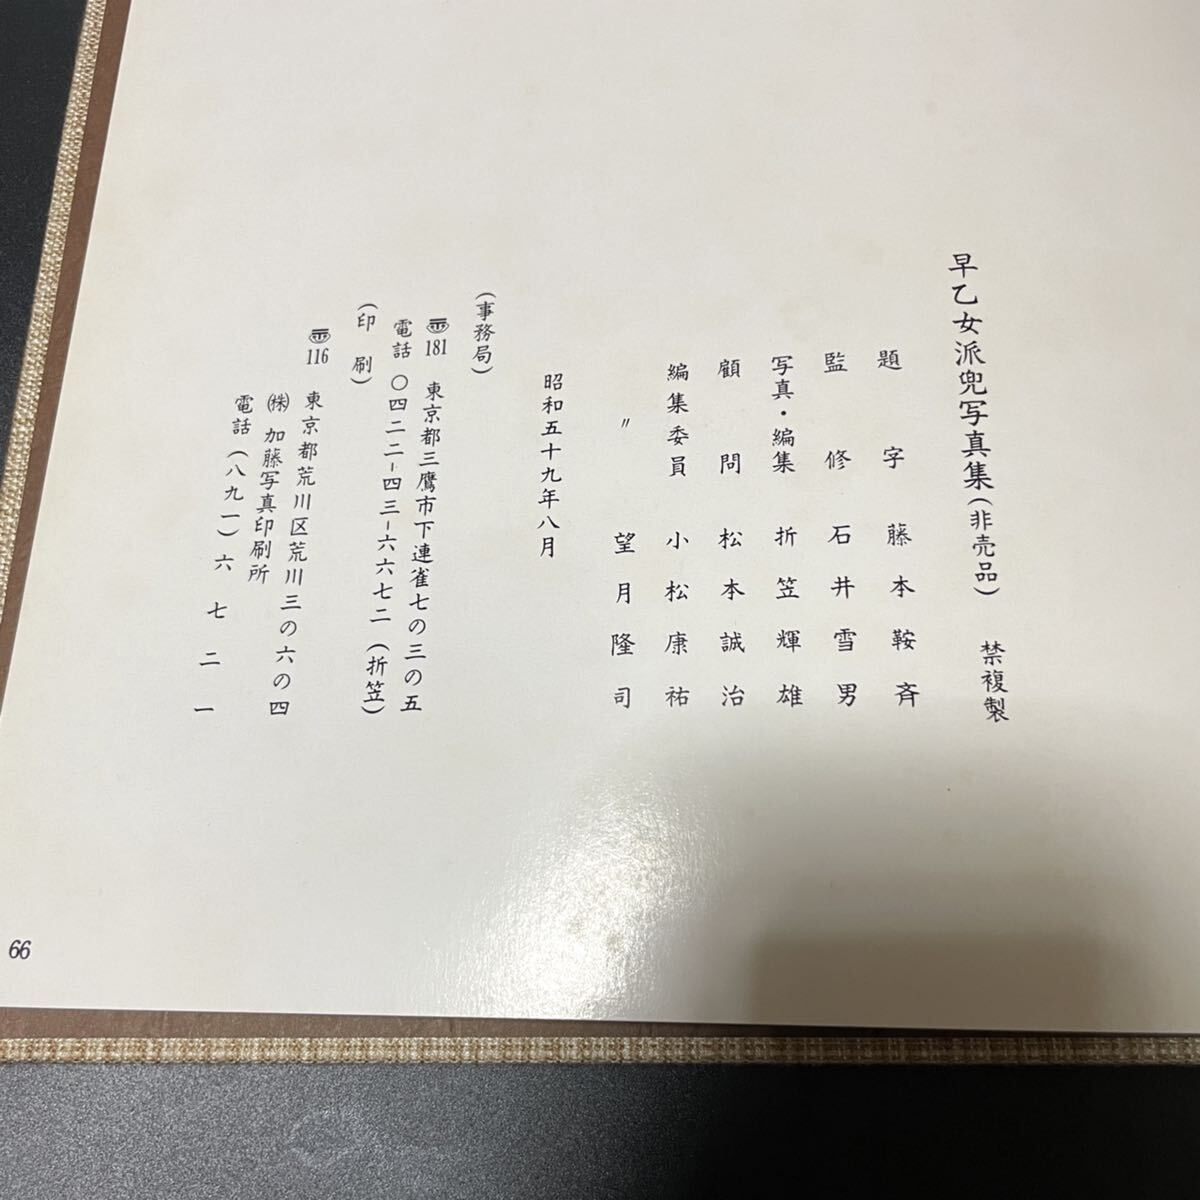 早乙女派兜写真集(非売品) 禁複製
題字 藤本鞍斉
監修 石井雪男
写真・編集 折笠輝雄
顧問 松本誠治
編集委員 小松康祐
〃 望月隆司
昭和五十九年八月
(事務局)
〠181 東京都三鷹市下連雀七の三の五
電話 〇四二二-四三-六六七二(折笠)
(印刷)
〠116 東京都荒川区荒川三の六の四
㈱ 加藤写真印刷所
電話(八九一)六七二一
66